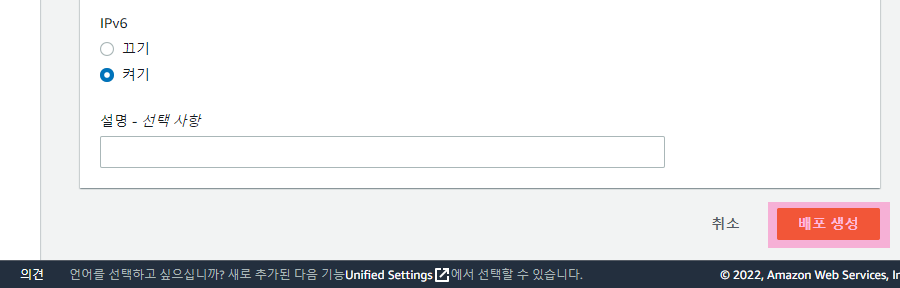 IPv6
끄기
켜기
설명 - 선택 사항
취소
배포 생성
의견
언어를 선택하고 싶으십니까? 새로 추가된 다음 기능Unified Settings에서 선택할 수 있습니다.
© 2022, Amazon Web Services, In